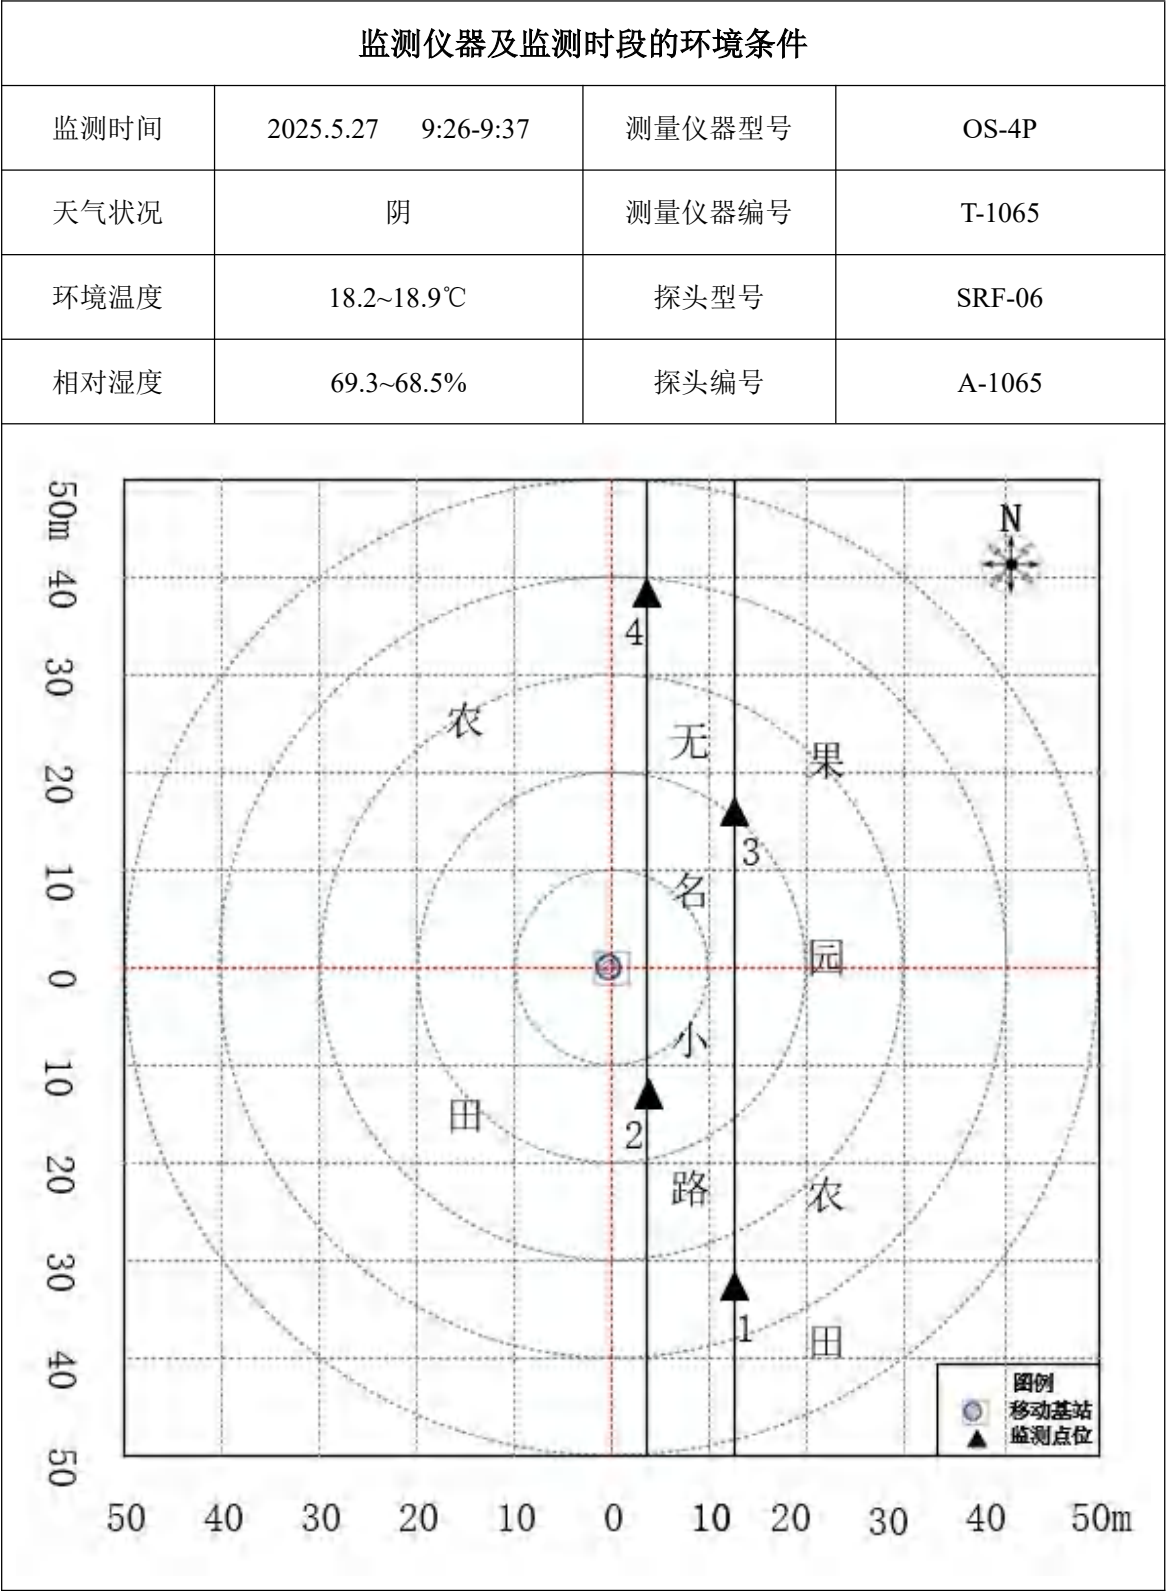 监测仪器及监测时段的环境条件
监测时间 2025.5.27 9:26-9:37 测量仪器型号 OS-4P
天气状况 阴 测量仪器编号 T-1065
环境温度 18.2~18.9℃ 探头型号 SRF-06
相对湿度 69.3~68.5% 探头编号 A-1065
50m
N
40
4
30
农
无
果
20
3
10
名
园
0
小
10
田
2
20
路
农
30
1
田
40
图例
移动基站
监测点位
50
50 40 30 20 10 0 10 20 30 40 50m